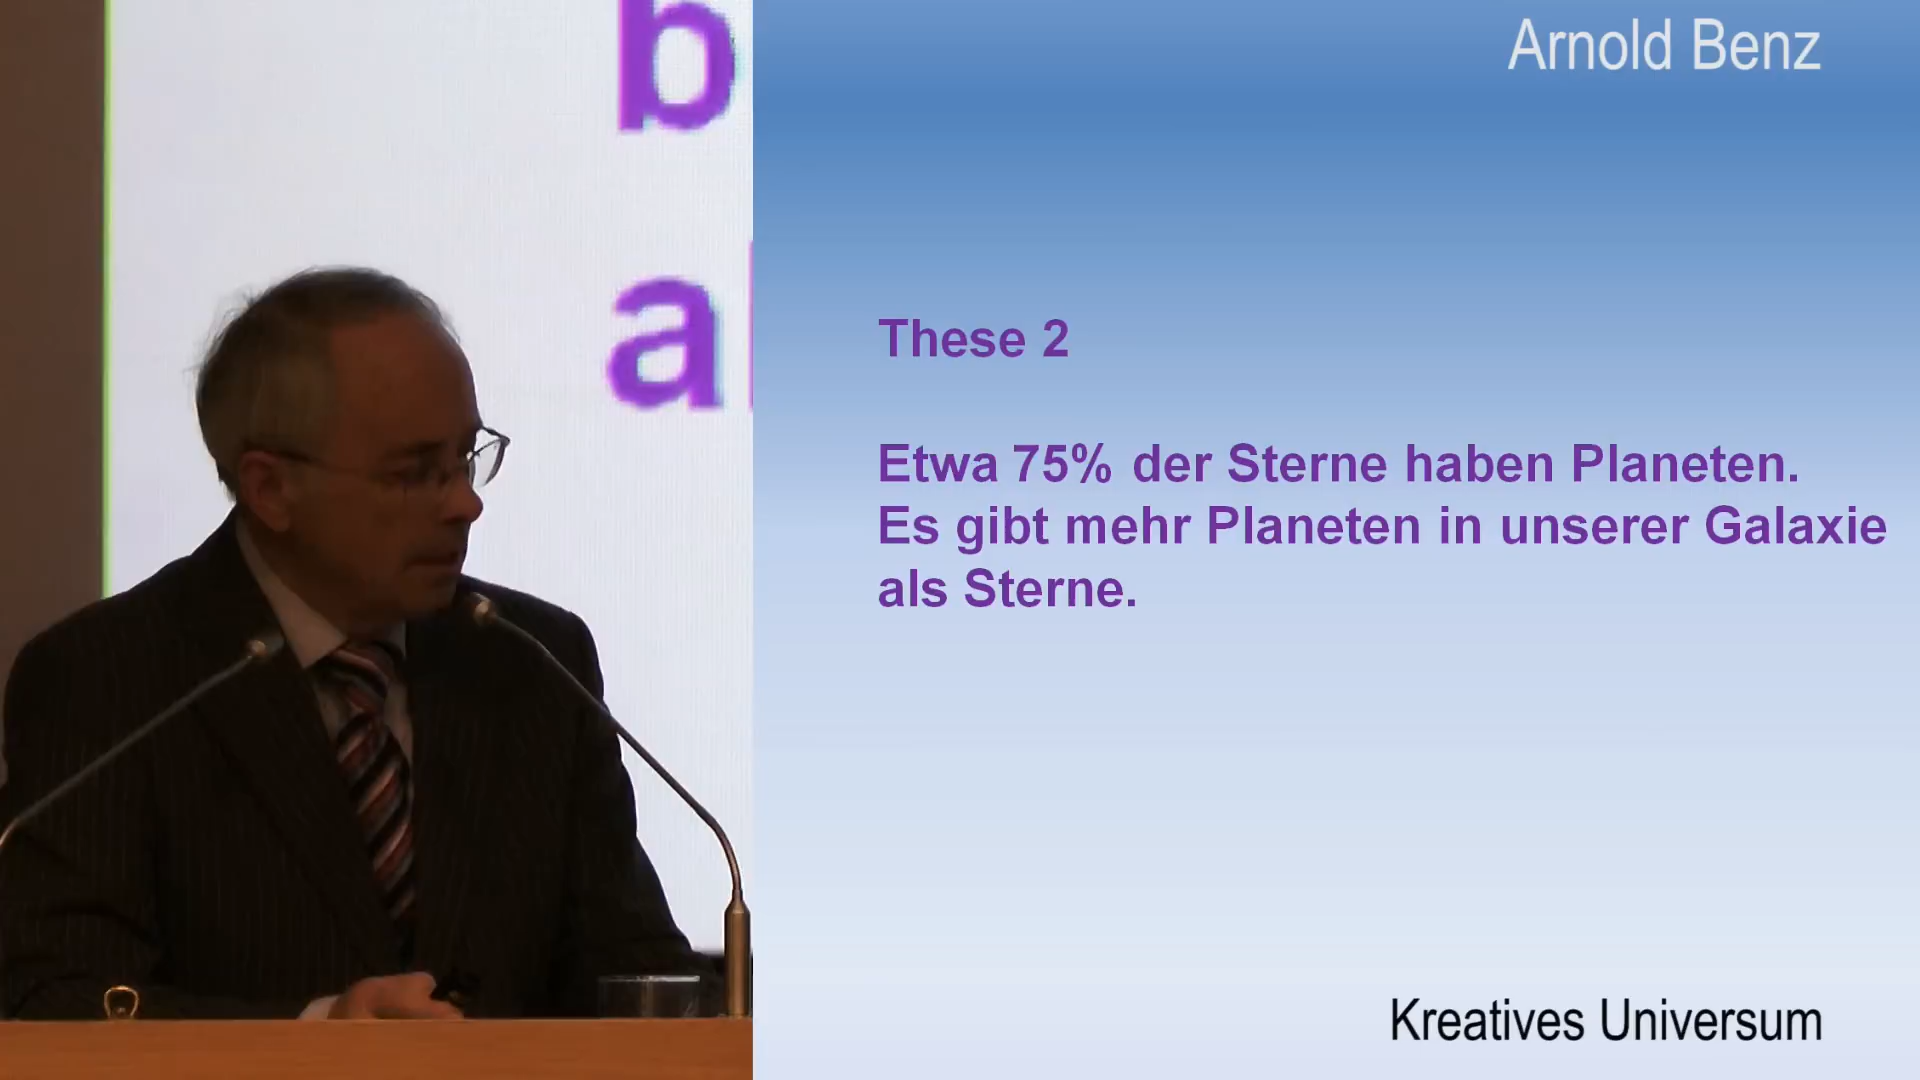 Arnold Benz
b
a
These 2
Etwa 75% der Sterne haben Planeten.
Es gibt mehr Planeten in unserer Galaxie
als Sterne.
Kreatives Universum